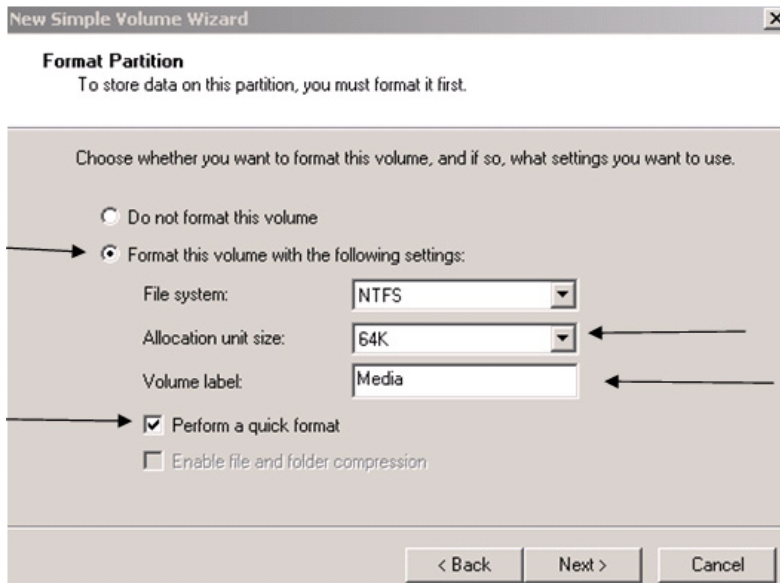 New Simple Volume Wizard
Format Partition
To store data on this partition, you must format it first.
Choose whether you want to format this volume, and if so, what settings you want to use.
Do not format this volume
Format this volume with the following settings:
File system: NTFS
Allocation unit size: 64K
Volume label: Media
Perform a quick format
Enable file and folder compression
< Back Next > Cancel